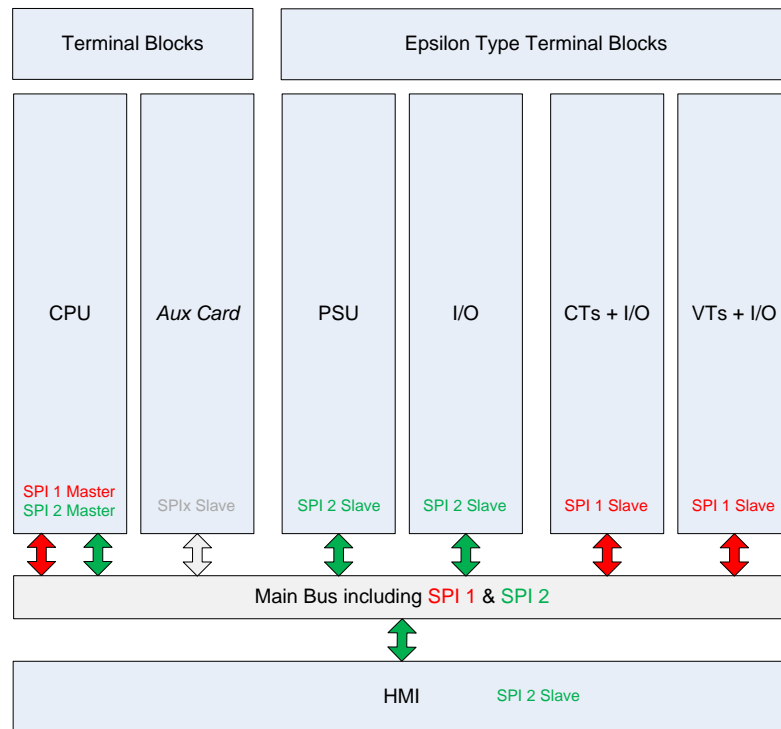 Terminal Blocks
Epsilon Type Terminal Blocks
CPU
Aux Card
PSU
I/O
CTs + I/O
VTs + I/O
SPI 1 Master
SPI 2 Master
SPIx Slave
SPI 2 Slave
SPI 2 Slave
SPI 1 Slave
SPI 1 Slave
Main Bus including SPI 1 & SPI 2
HMI
SPI 2 Slave